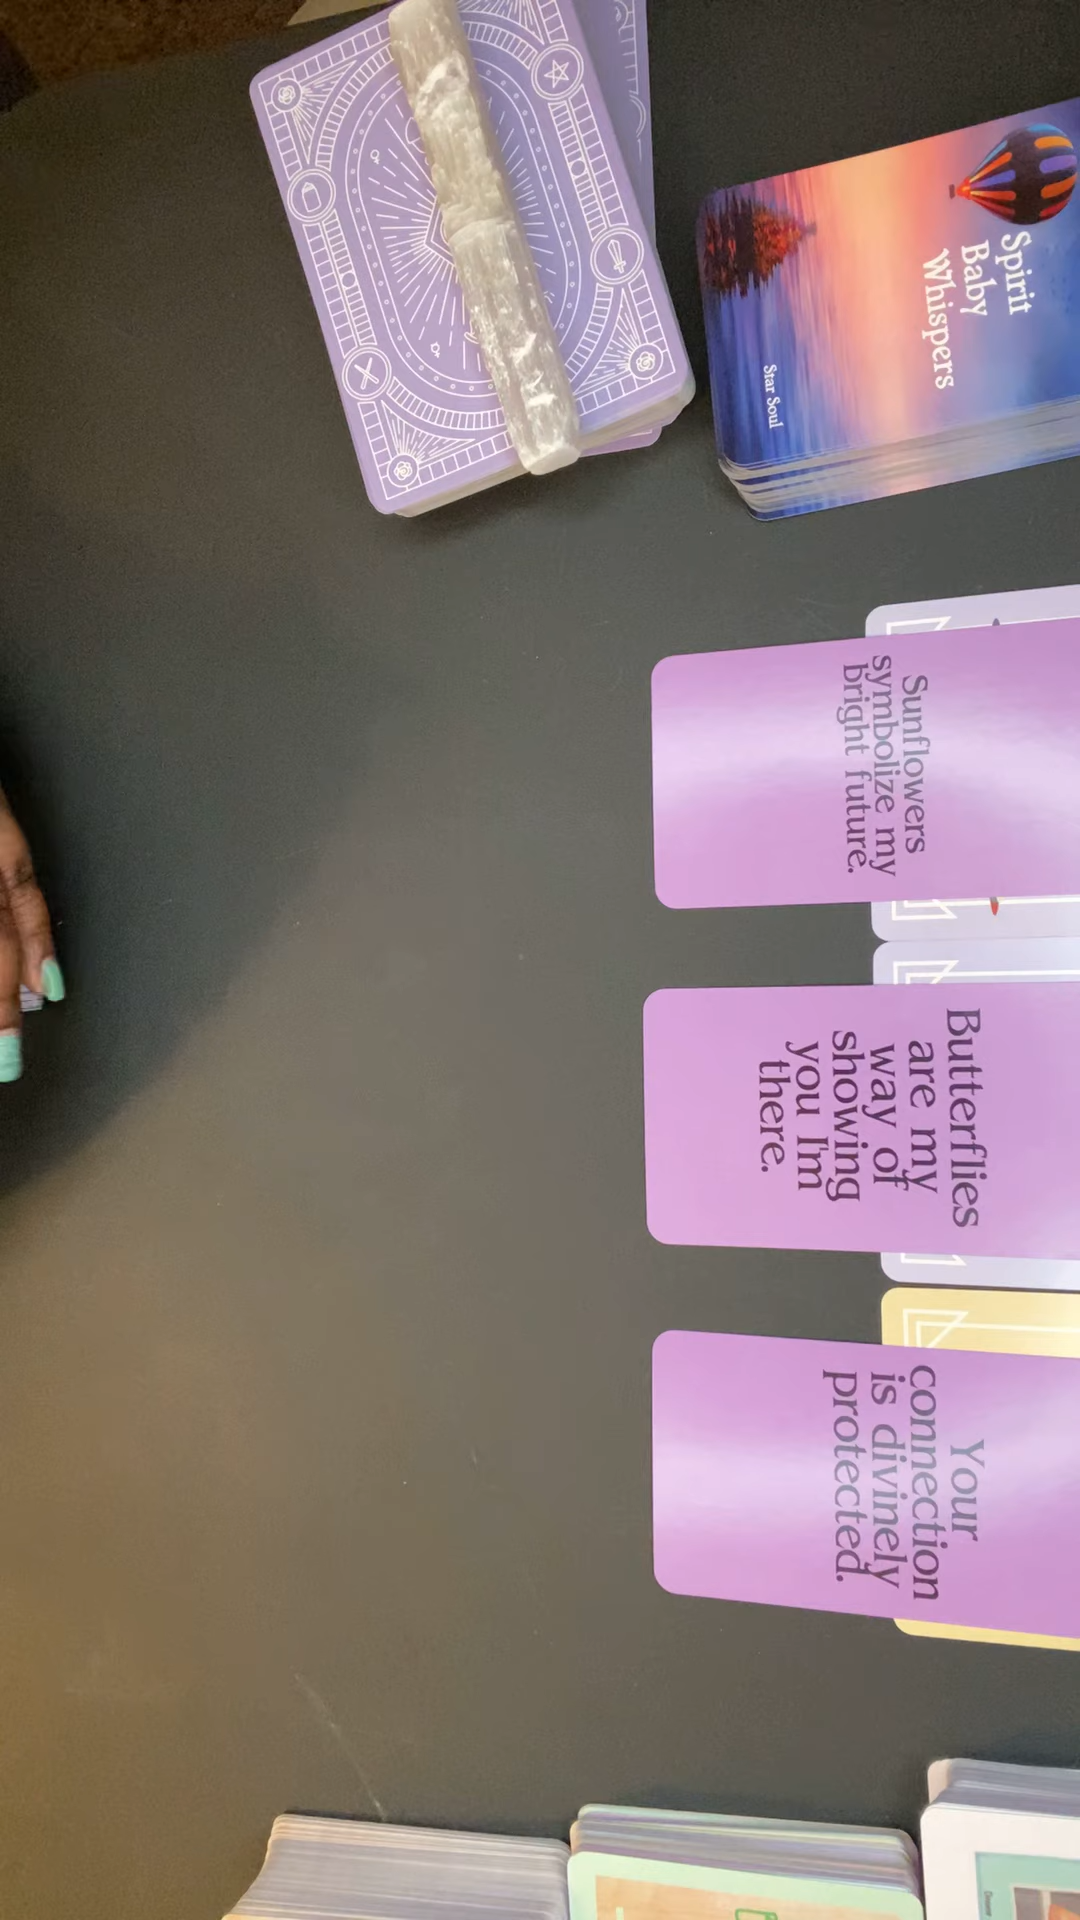 Spirit
Baby
Whispers
Star Soul
Sunflowers
symbolize my
bright future.
Butterflies
are my
way of
showing
you I'm
there.
Your
connection
is divinely
protected.